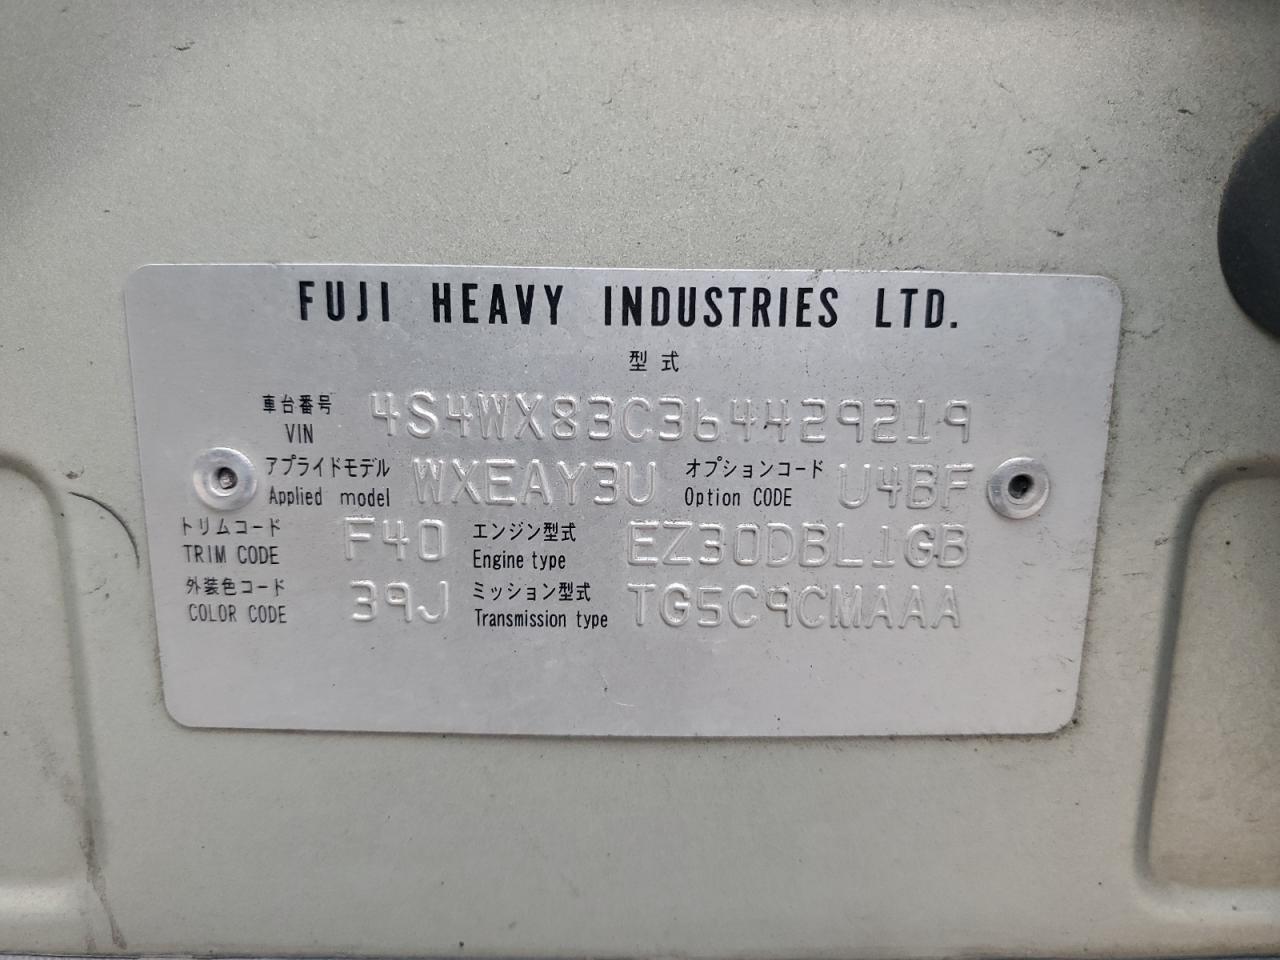 FUJI HEAVY INDUSTRIES LTD.
型式
車台番号 VIN 4S4WX83C364429219
アプライドモデル Applied model WXEAY3U オプションコード Option CODE U4BF
トリムコード TRIM CODE F40 エンジン型式 Engine type EZ30DBL1GB
外装色コード COLOR CODE 39J ミッション型式 Transmission type TG5C9CMAAA